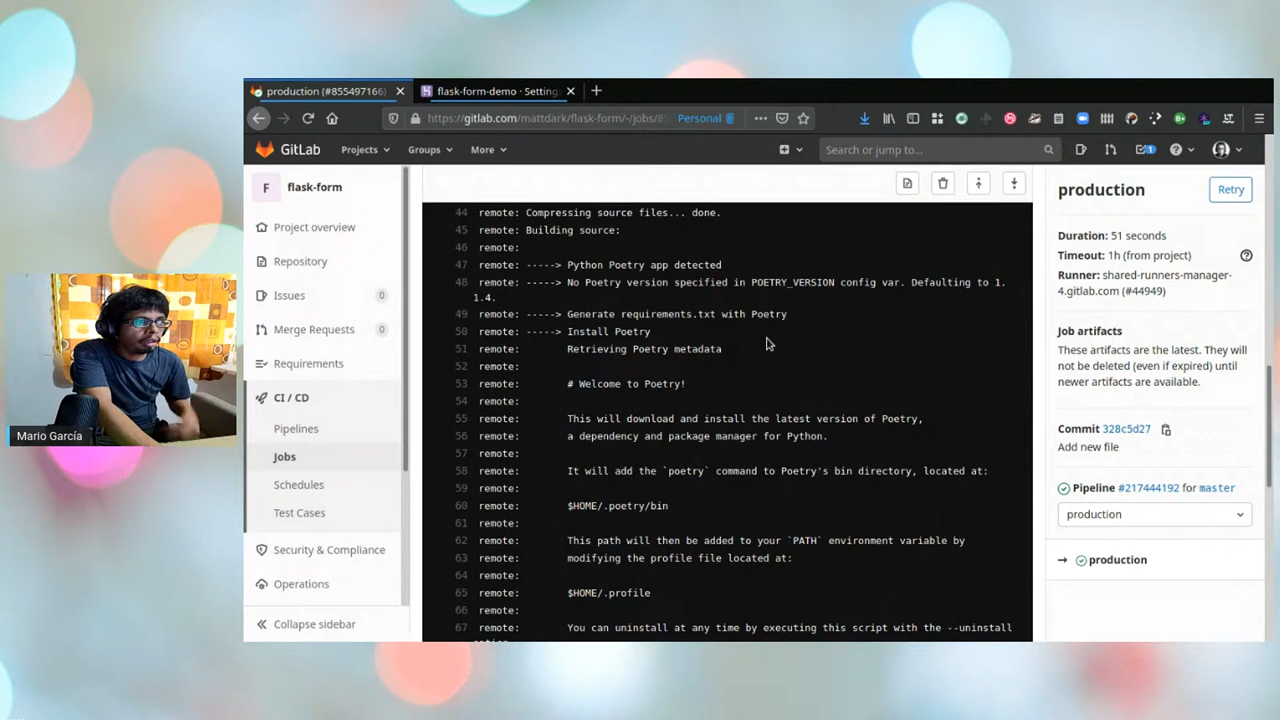 production (#855497166)
flask-form-demo · Setting
https://gitlab.com/mattdark/flask-form/-/jobs/85
Personal
GitLab
Projects
Groups
More
Search or jump to...
1
F
flask-form
Project overview
Repository
Issues
0
Merge Requests
0
Requirements
CI / CD
Pipelines
Jobs
Schedules
Test Cases
Security & Compliance
Operations
Collapse sidebar
44 remote: Compressing source files... done.
45 remote: Building source:
46 remote:
47 remote: -----> Python Poetry app detected
48 remote: -----> No Poetry version specified in POETRY_VERSION config var. Defaulting to 1.
1.4.
49 remote: -----> Generate requirements.txt with Poetry
50 remote: -----> Install Poetry
51 remote: Retrieving Poetry metadata
52 remote:
53 remote: # Welcome to Poetry!
54 remote:
55 remote: This will download and install the latest version of Poetry,
56 remote: a dependency and package manager for Python.
57 remote:
58 remote: It will add the `poetry` command to Poetry's bin directory, located at:
59 remote:
60 remote: $HOME/.poetry/bin
61 remote:
62 remote: This path will then be added to your `PATH` environment variable by
63 remote: modifying the profile file located at:
64 remote:
65 remote: $HOME/.profile
66 remote:
67 remote: You can uninstall at any time by executing this script with the --uninstall
production
Retry
Duration: 51 seconds
Timeout: 1h (from project)
Runner: shared-runners-manager-
4.gitlab.com (#44949)
Job artifacts
These artifacts are the latest. They will
not be deleted (even if expired) until
newer artifacts are available.
Commit 328c5d27
Add new file
Pipeline #217444192 for master
production
→ production
Mario García